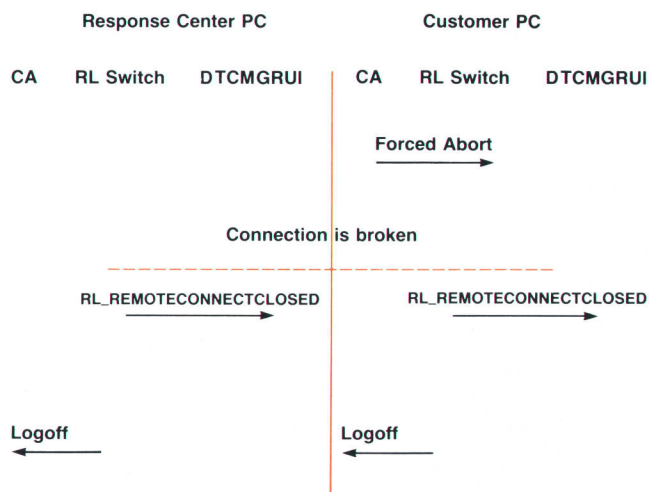 Response Center PC Customer PC
CA RL Switch DTCMGRUI CA RL Switch DTCMGRUI
Forced Abort
Connection is broken
RL_REMOTECONNECTCLOSED RL_REMOTECONNECTCLOSED
Logoff Logoff